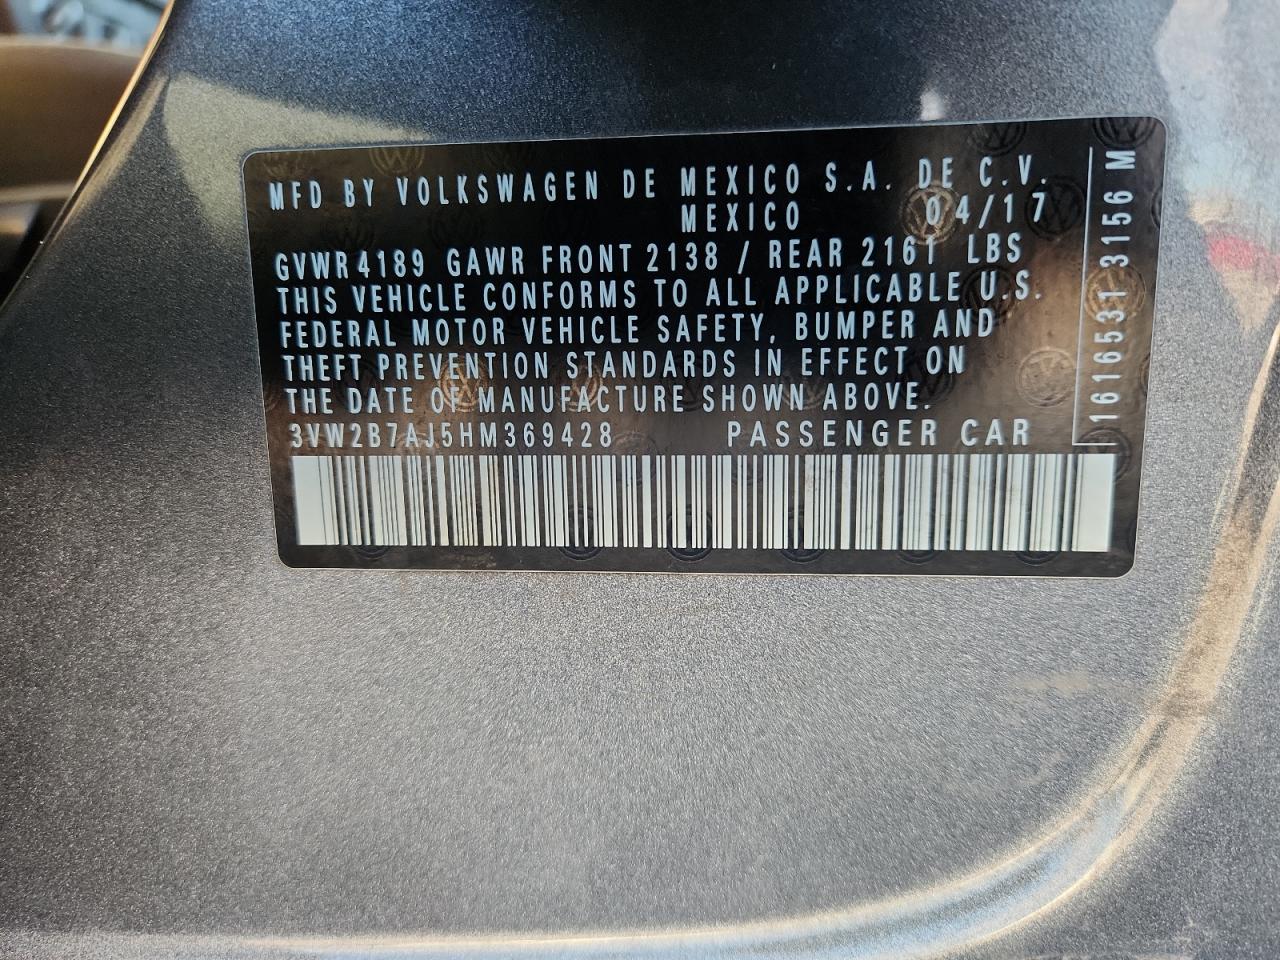 MFD BY VOLKSWAGEN DE MEXICO S.A. DE C.V.
MEXICO 04/17
GVWR 4189 GAWR FRONT 2138 / REAR 2161 LBS
THIS VEHICLE CONFORMS TO ALL APPLICABLE U.S.
FEDERAL MOTOR VEHICLE SAFETY, BUMPER AND
THEFT PREVENTION STANDARDS IN EFFECT ON
THE DATE OF MANUFACTURE SHOWN ABOVE.
3VW2B7AJ5HM369428 PASSENGER CAR
1616531 3156 M